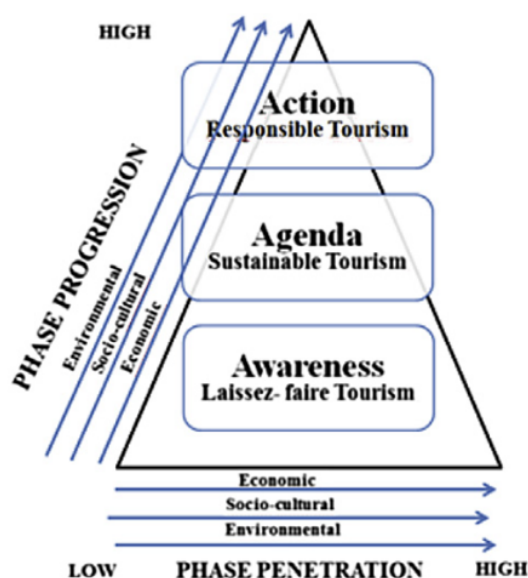 HIGH
Action
Responsible Tourism
Agenda
Sustainable Tourism
Awareness
Laissez- faire Tourism
PHASE PROGRESSION
Environmental
Socio-cultural
Economic
Economic
Socio-cultural
Environmental
LOW PHASE PENETRATION HIGH